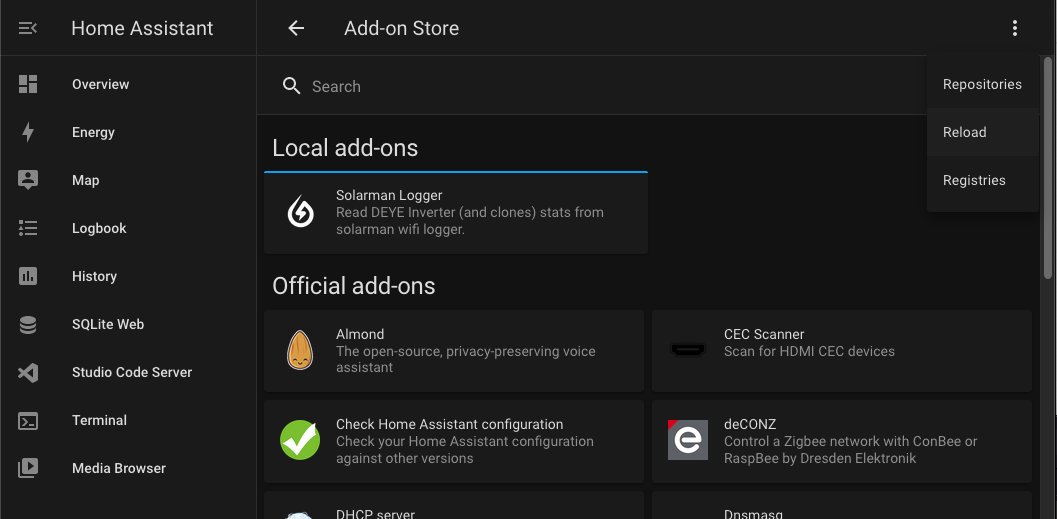 Home Assistant
Overview
Energy
Map
Logbook
History
SQLite Web
Studio Code Server
Terminal
Media Browser
Add-on Store
Search
Repositories
Reload
Registries
Local add-ons
Solarman Logger
Read DEYE Inverter (and clones) stats from
solarman wifi logger.
Official add-ons
Almond
The open-source, privacy-preserving voice
assistant
CEC Scanner
Scan for HDMI CEC devices
Check Home Assistant configuration
Check your Home Assistant configuration
against other versions
deCONZ
Control a Zigbee network with ConBee or
RaspBee by Dresden Elektronik
DHCP server
Dnsmasq